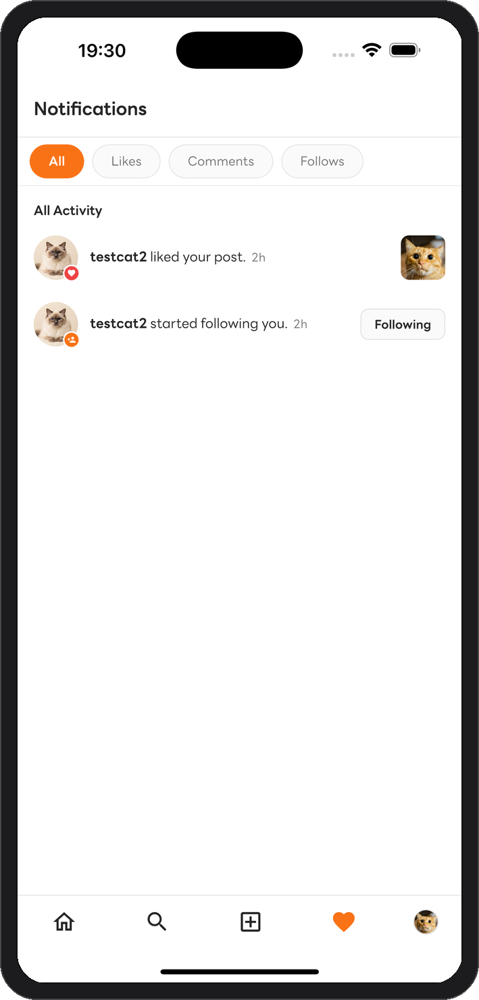 19:30
Notifications
All Likes Comments Follows
All Activity
testcat2 liked your post. 2h
testcat2 started following you. 2h Following